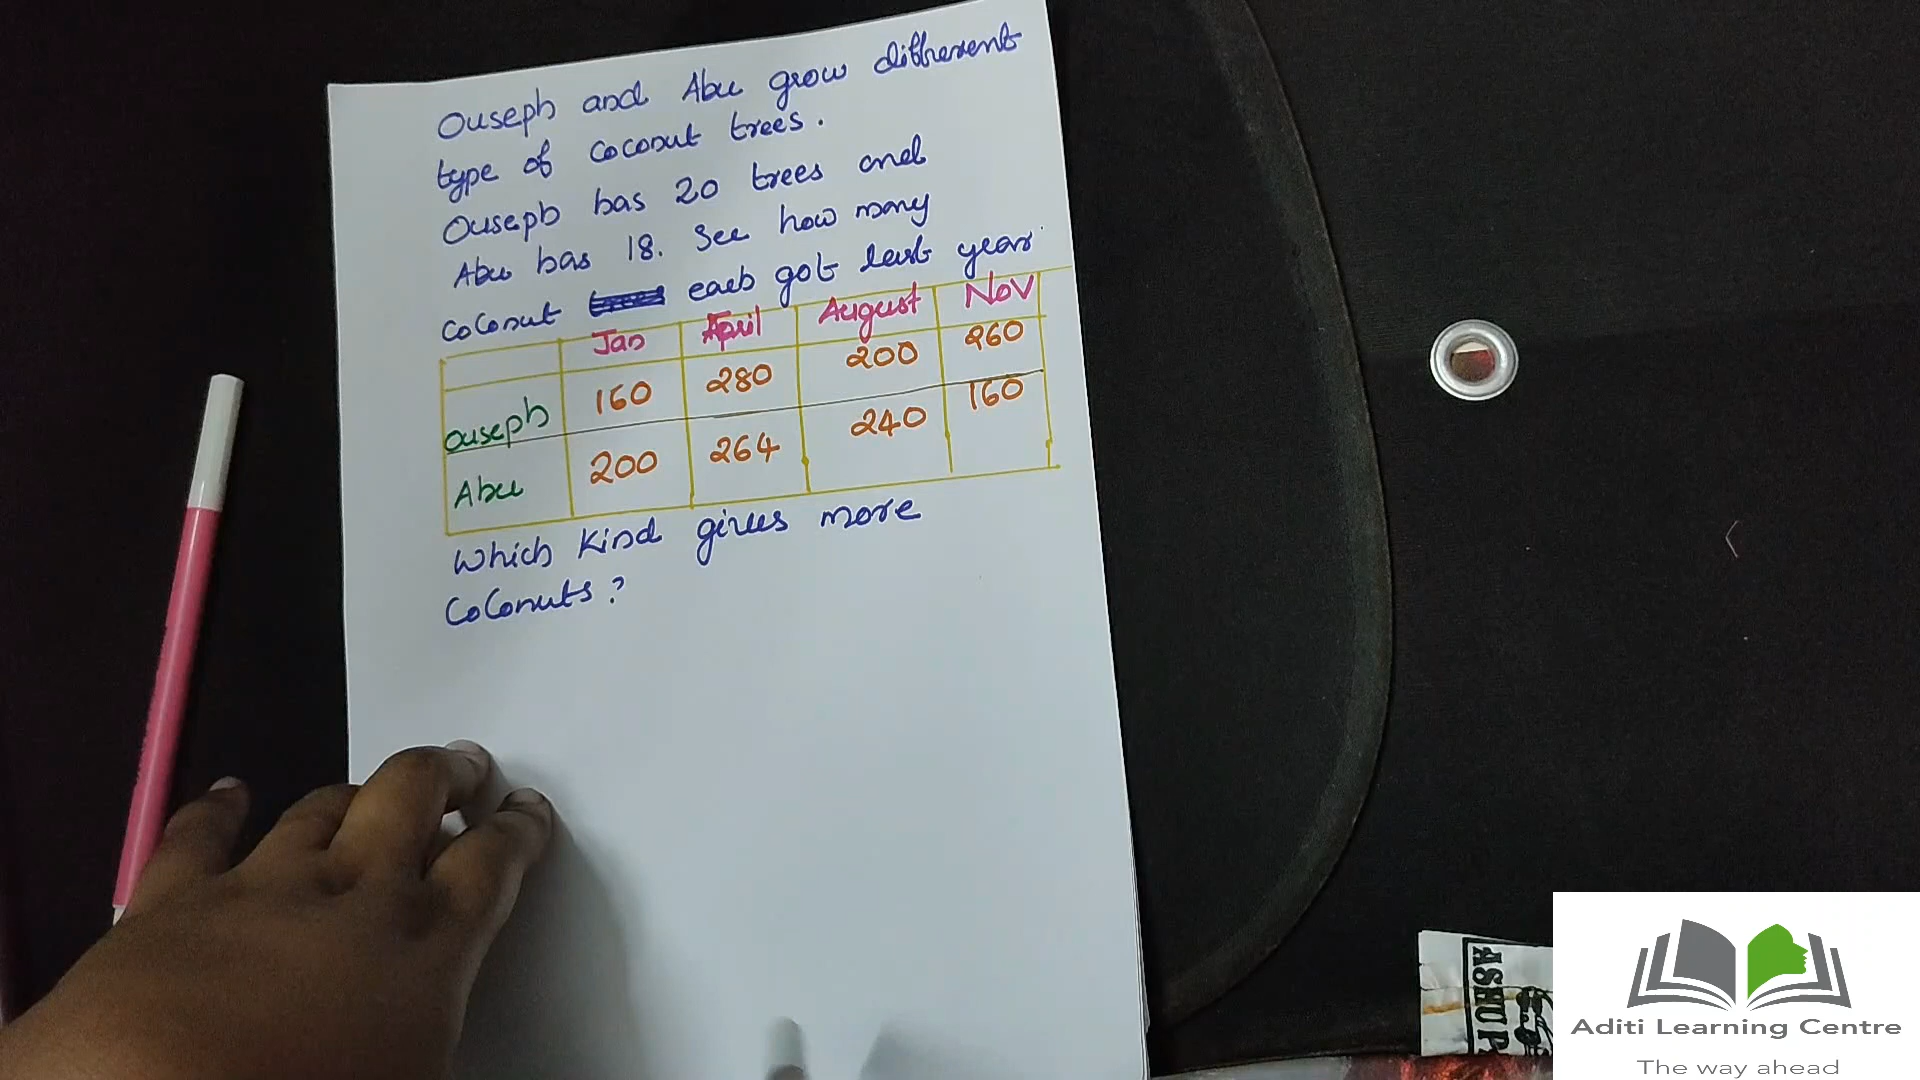 Ouseph and Abu grow different
type of coconut trees.
Ouseph has 20 trees and
Abu has 18. See how many
coconut each got last year
Jan April August Nov
Ouseph 160 280 200 260
Abu 200 264 240 160
Which kind gives more
coconuts?
ASHU P
Aditi Learning Centre
The way ahead